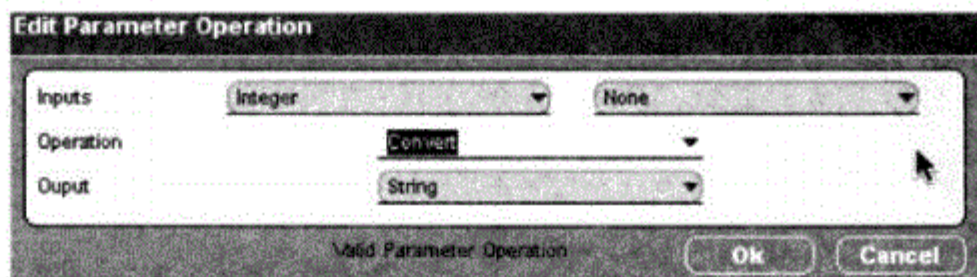 Edit Parameter Operation
Inputs Integer None
Operation Convert
Ouput String
Valid Parameter Operation Ok Cancel